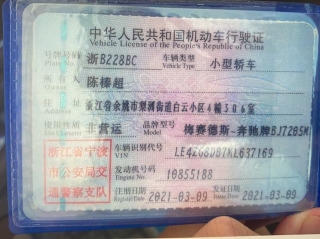 中华人民共和国机动车行驶证
Vehicle License of the People's Republic of China
号牌号码 浙B228BC 车辆类型 小型轿车
Plate No. Vehicle Type
所有人 陈榛超
住址 浙江省余姚市梨洲街道白云小区4幢306室
使用性质 非营运 品牌型号 梅赛德斯-奔驰牌BJ7205M
浙江省宁波 车辆识别代号
VIN
市公安局交 发动机号码 10855188
Engine No.
通警察支队 注册日期 2021-03-09 发证日期 2021-03-09
Register Date Issue Date